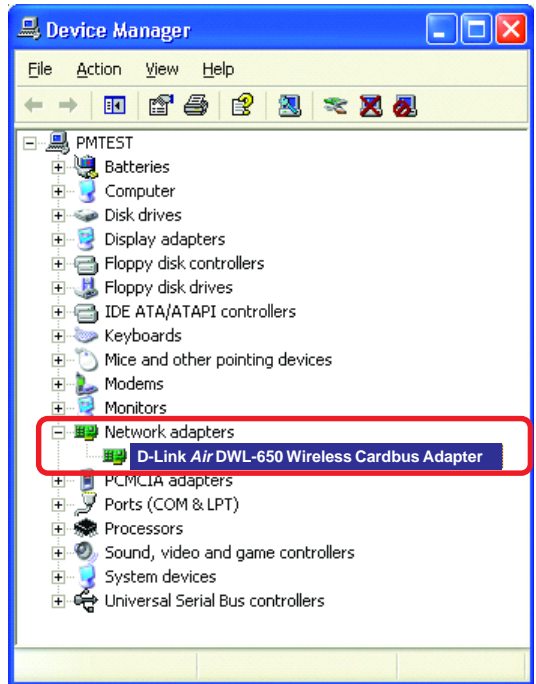 Device Manager
File Action View Help
PMTEST
Batteries
Computer
Disk drives
Display adapters
Floppy disk controllers
Floppy disk drives
IDE ATA/ATAPI controllers
Keyboards
Mice and other pointing devices
Modems
Monitors
Network adapters
D-Link Air DWL-650 Wireless Cardbus Adapter
PCMCIA adapters
Ports (COM & LPT)
Processors
Sound, video and game controllers
System devices
Universal Serial Bus controllers